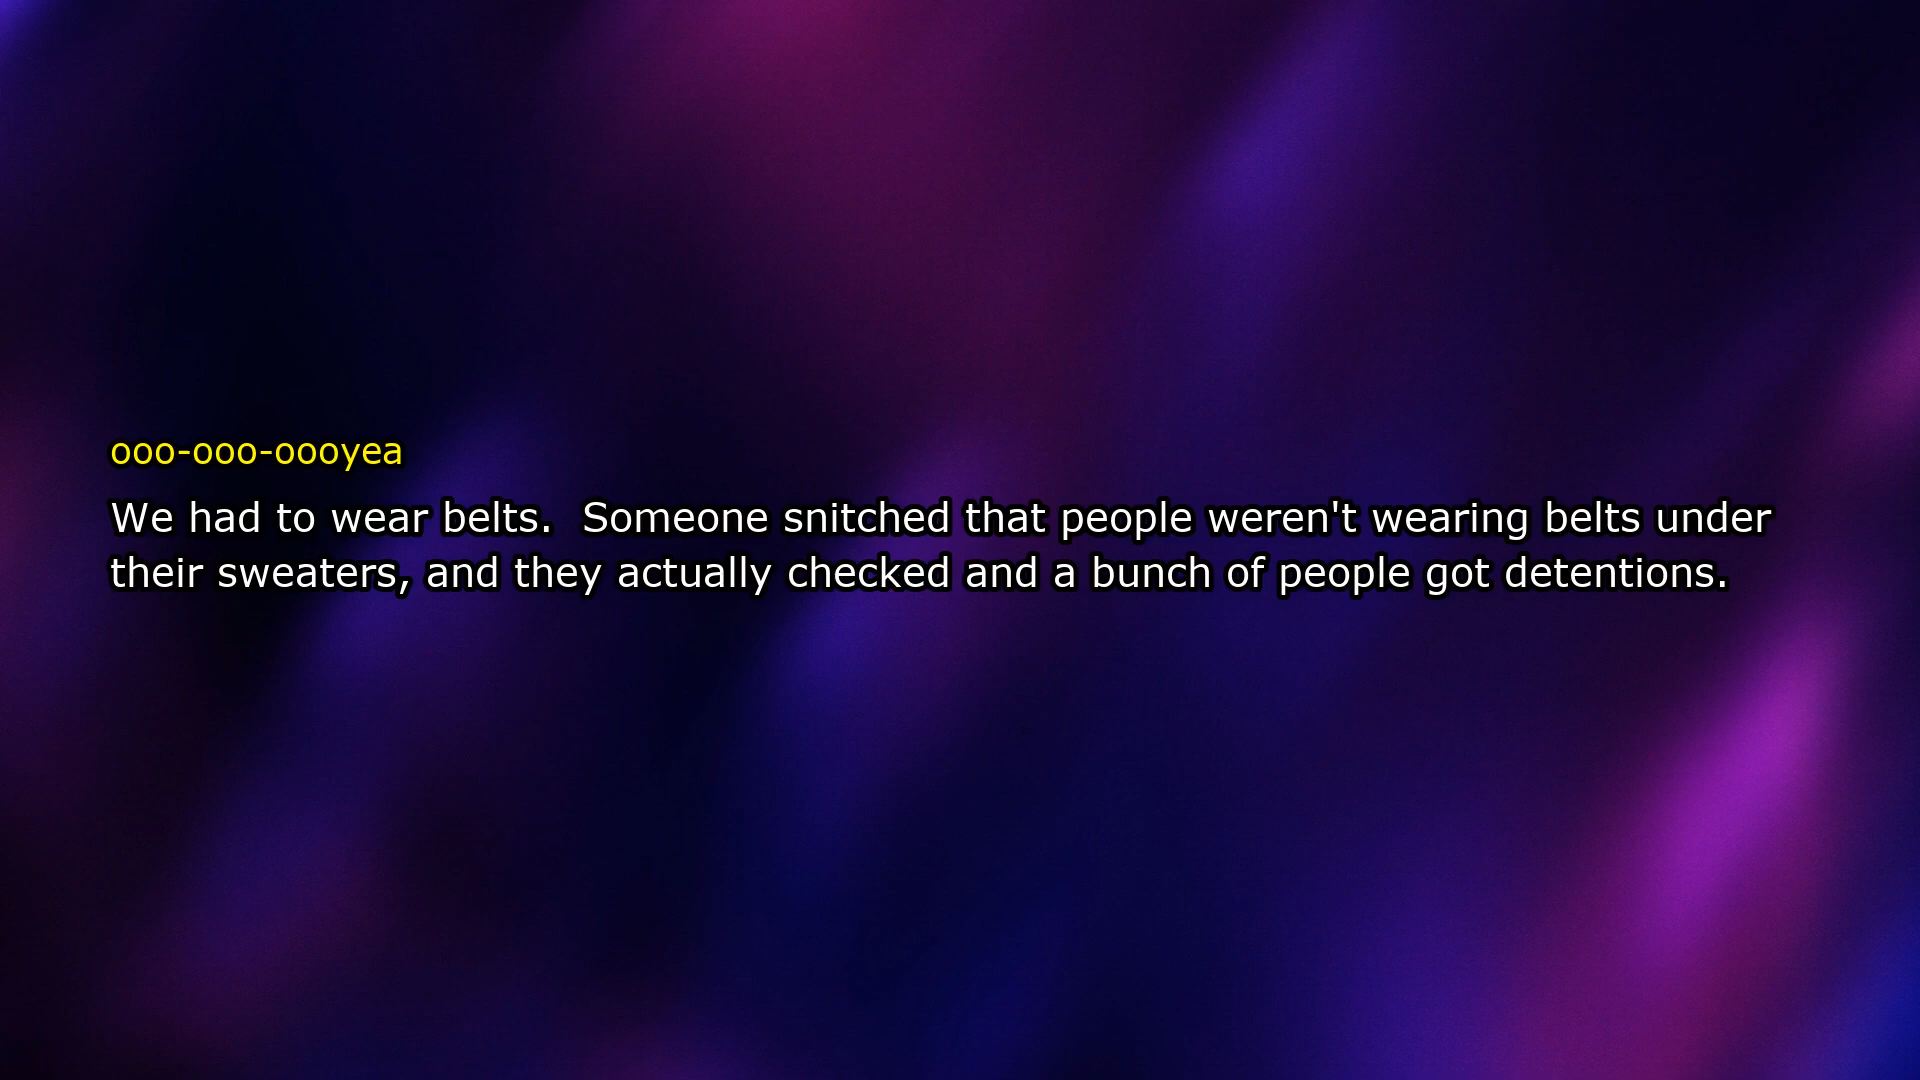 ooo-ooo-oooyea
We had to wear belts.  Someone snitched that people weren't wearing belts under
their sweaters, and they actually checked and a bunch of people got detentions.